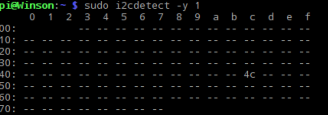 pi@Winson:~ $ sudo i2cdetect -y 1
     0  1  2  3  4  5  6  7  8  9  a  b  c  d  e  f
00:          -- -- -- -- -- -- -- -- -- -- -- -- --
10: -- -- -- -- -- -- -- -- -- -- -- -- -- -- -- --
20: -- -- -- -- -- -- -- -- -- -- -- -- -- -- -- --
30: -- -- -- -- -- -- -- -- -- -- -- -- -- -- -- --
40: -- -- -- -- -- -- -- -- -- -- -- -- 4c -- -- --
50: -- -- -- -- -- -- -- -- -- -- -- -- -- -- -- --
60: -- -- -- -- -- -- -- -- -- -- -- -- -- -- -- --
70: -- -- -- -- -- -- -- --